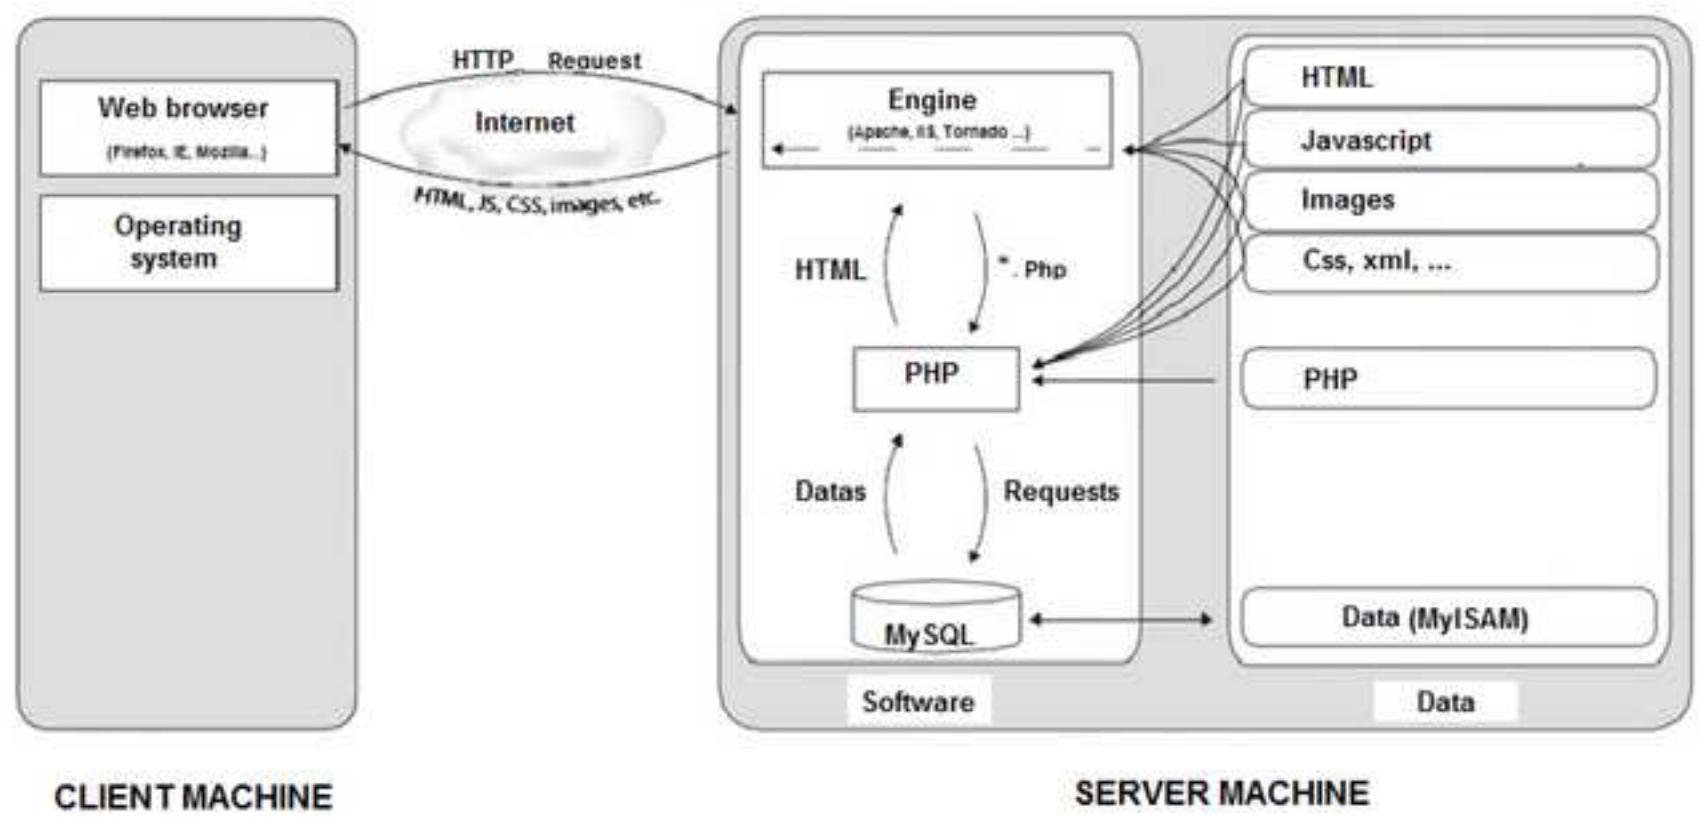 HTTP Request
Internet
HTML, JS, CSS, images, etc.
Web browser
(Firefox, IE, Mozilla...)
Operating
system
Engine
(Apache, IIS, Tornado ...)
HTML
*. Php
PHP
Datas
Requests
MySQL
Software
HTML
Javascript
Images
Css, xml, ...
PHP
Data (MyISAM)
Data
CLIENT MACHINE
SERVER MACHINE